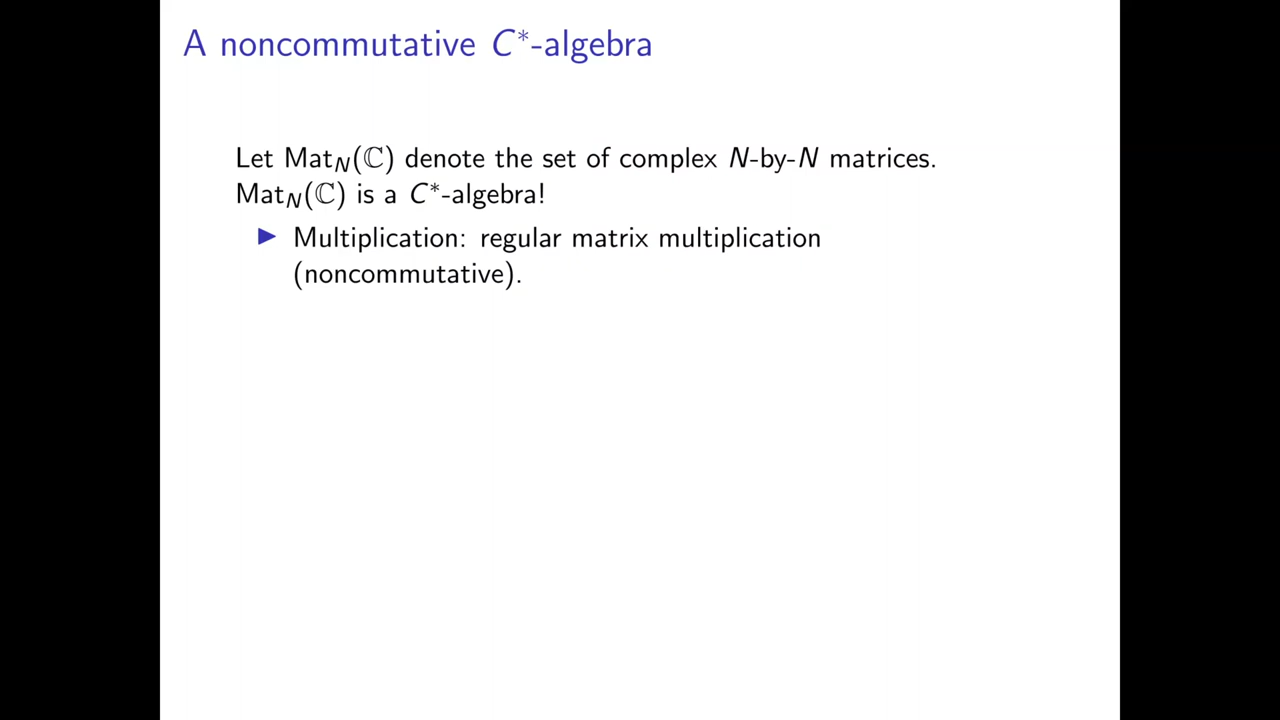 A noncommutative C*-algebra
Let Mat_N(ℂ) denote the set of complex N-by-N matrices.
Mat_N(ℂ) is a C*-algebra!
▶ Multiplication: regular matrix multiplication
(noncommutative).